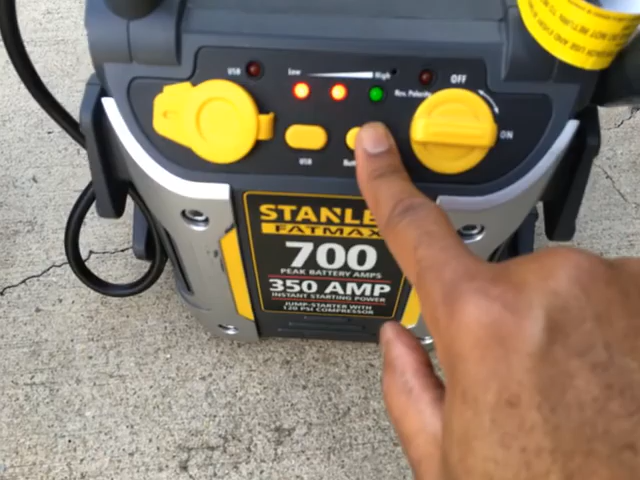 USB
Low High
Rev. Polarity
OFF
ON
USB
STANLE
FATMAX
700
PEAK BATTERY AMPS
350 AMP
INSTANT STARTING POWER
JUMP-STARTER WITH
120 PSI COMPRESSOR